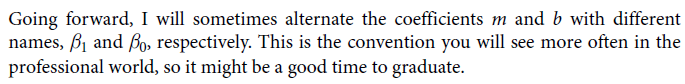 Going forward, I will sometimes alternate the coefficients m and b with different
names, β₁ and β₀, respectively. This is the convention you will see more often in the
professional world, so it might be a good time to graduate.